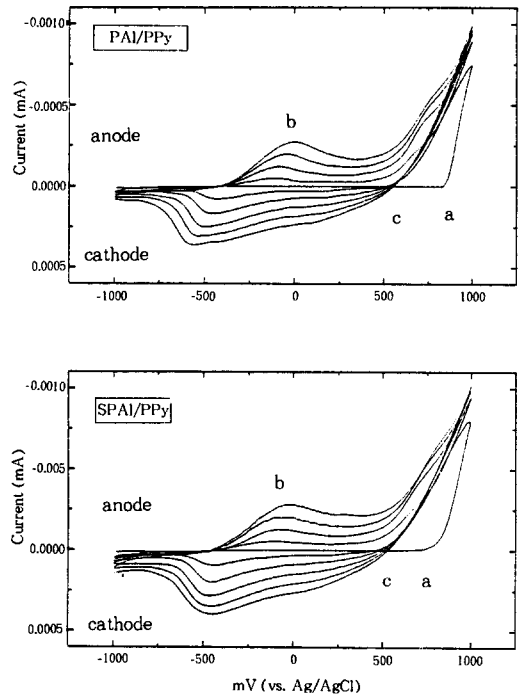 PAI/PPy
-0.0010
-0.0005
0.0000
0.0005
Current (mA)
anode
cathode
b
c
a
-1000 -500 0 500 1000
SPAI/PPy
-0.0010
-0.005
0.0000
0.0005
Current (mA)
anode
cathode
b
c
a
-1000 -500 0 500 1000
mV (vs. Ag/AgCl)